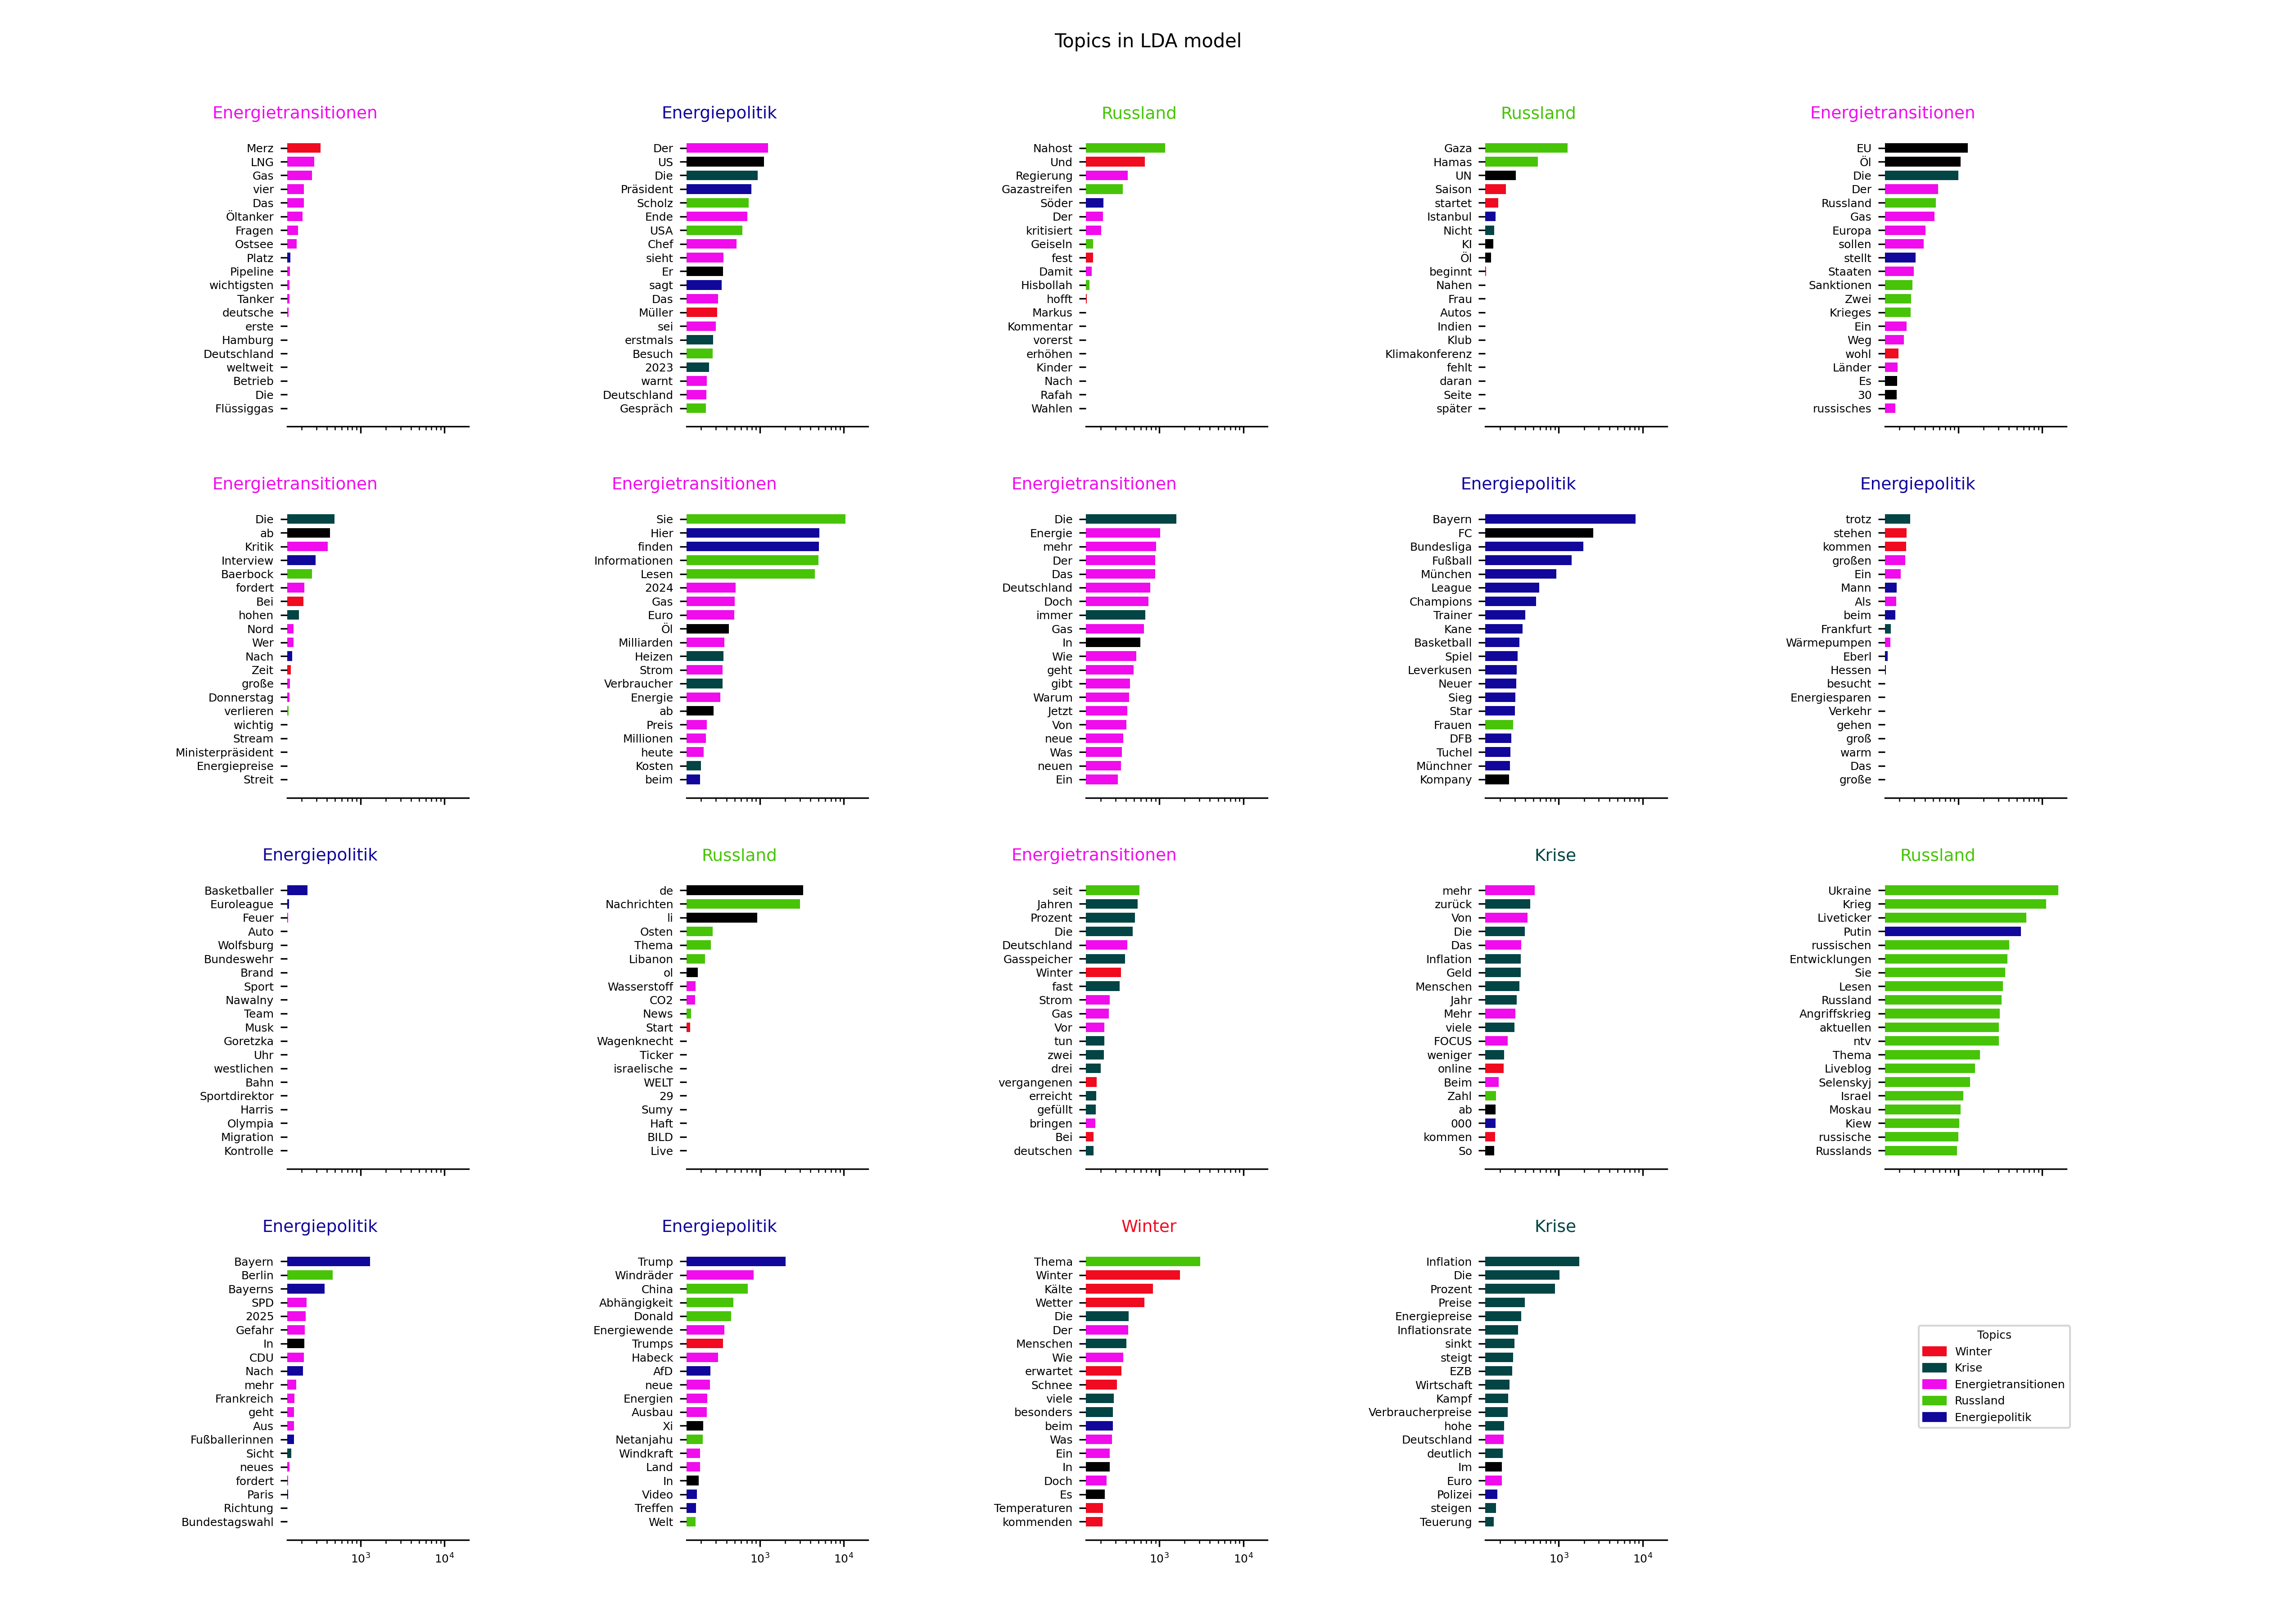 Topics in LDA model
Energietransitionen
Merz
LNG
Gas
vier
Das
Öltanker
Fragen
Ostsee
Platz
Pipeline
wichtigsten
Tanker
deutsche
erste
Hamburg
Deutschland
weltweit
Betrieb
Die
Flüssiggas
Energiepolitik
Der
US
Die
Präsident
Scholz
Ende
USA
Chef
sieht
Er
sagt
Das
Müller
sei
erstmals
Besuch
2023
warnt
Deutschland
Gespräch
Russland
Nahost
Und
Regierung
Gazastreifen
Söder
Der
kritisiert
Geiseln
fest
Damit
Hisbollah
hofft
Markus
Kommentar
vorerst
erhöhen
Kinder
Nach
Rafah
Wahlen
Russland
Gaza
Hamas
UN
Saison
startet
Istanbul
Nicht
KI
Öl
beginnt
Nahen
Frau
Autos
Indien
Klub
Klimakonferenz
fehlt
daran
Seite
später
Energietransitionen
EU
Öl
Die
Der
Russland
Gas
Europa
sollen
stellt
Staaten
Sanktionen
Zwei
Krieges
Ein
Weg
wohl
Länder
Es
30
russisches
Energietransitionen
Die
ab
Kritik
Interview
Baerbock
fordert
Bei
hohen
Nord
Wer
Nach
Zeit
große
Donnerstag
verlieren
wichtig
Stream
Ministerpräsident
Energiepreise
Streit
Energietransitionen
Sie
Hier
finden
Informationen
Lesen
2024
Gas
Euro
Öl
Milliarden
Heizen
Strom
Verbraucher
Energie
ab
Preis
Millionen
heute
Kosten
beim
Energietransitionen
Die
Energie
mehr
Der
Das
Deutschland
Doch
immer
Gas
In
Wie
geht
gibt
Warum
Jetzt
Von
neue
Was
neuen
Ein
Energiepolitik
Bayern
FC
Bundesliga
Fußball
München
League
Champions
Trainer
Kane
Basketball
Spiel
Leverkusen
Neuer
Sieg
Star
Frauen
DFB
Tuchel
Münchner
Kompany
Energiepolitik
trotz
stehen
kommen
großen
Ein
Mann
Als
beim
Frankfurt
Wärmepumpen
Eberl
Hessen
besucht
Energiesparen
Verkehr
gehen
groß
warm
Das
große
Energiepolitik
Basketballer
Euroleague
Feuer
Auto
Wolfsburg
Bundeswehr
Brand
Sport
Nawalny
Team
Musk
Goretzka
Uhr
westlichen
Bahn
Sportdirektor
Harris
Olympia
Migration
Kontrolle
Russland
de
Nachrichten
li
Osten
Thema
Libanon
ol
Wasserstoff
CO2
News
Start
Wagenknecht
Ticker
israelische
WELT
29
Sumy
Haft
BILD
Live
Energietransitionen
seit
Jahren
Prozent
Die
Deutschland
Gasspeicher
Winter
fast
Strom
Gas
Vor
tun
zwei
drei
vergangenen
erreicht
gefüllt
bringen
Bei
deutschen
Krise
mehr
zurück
Von
Die
Das
Inflation
Geld
Menschen
Jahr
Mehr
viele
FOCUS
weniger
online
Beim
Zahl
ab
000
kommen
So
Russland
Ukraine
Krieg
Liveticker
Putin
russischen
Entwicklungen
Sie
Lesen
Russland
Angriffskrieg
aktuellen
ntv
Thema
Liveblog
Selenskyj
Israel
Moskau
Kiew
russische
Russlands
Energiepolitik
Bayern
Berlin
Bayerns
SPD
2025
Gefahr
In
CDU
Nach
mehr
Frankreich
geht
Aus
Fußballerinnen
Sicht
neues
fordert
Paris
Richtung
Bundestagswahl
10³ 10⁴
Energiepolitik
Trump
Windräder
China
Abhängigkeit
Donald
Energiewende
Trumps
Habeck
AfD
neue
Energien
Ausbau
Xi
Netanjahu
Windkraft
Land
In
Video
Treffen
Welt
10³ 10⁴
Winter
Thema
Winter
Kälte
Wetter
Die
Der
Menschen
Wie
erwartet
Schnee
viele
besonders
beim
Was
Ein
In
Doch
Es
Temperaturen
kommenden
10³ 10⁴
Krise
Inflation
Die
Prozent
Preise
Energiepreise
Inflationsrate
sinkt
steigt
EZB
Wirtschaft
Kampf
Verbraucherpreise
hohe
Deutschland
deutlich
Im
Euro
Polizei
steigen
Teuerung
10³ 10⁴
Topics
Winter
Krise
Energietransitionen
Russland
Energiepolitik